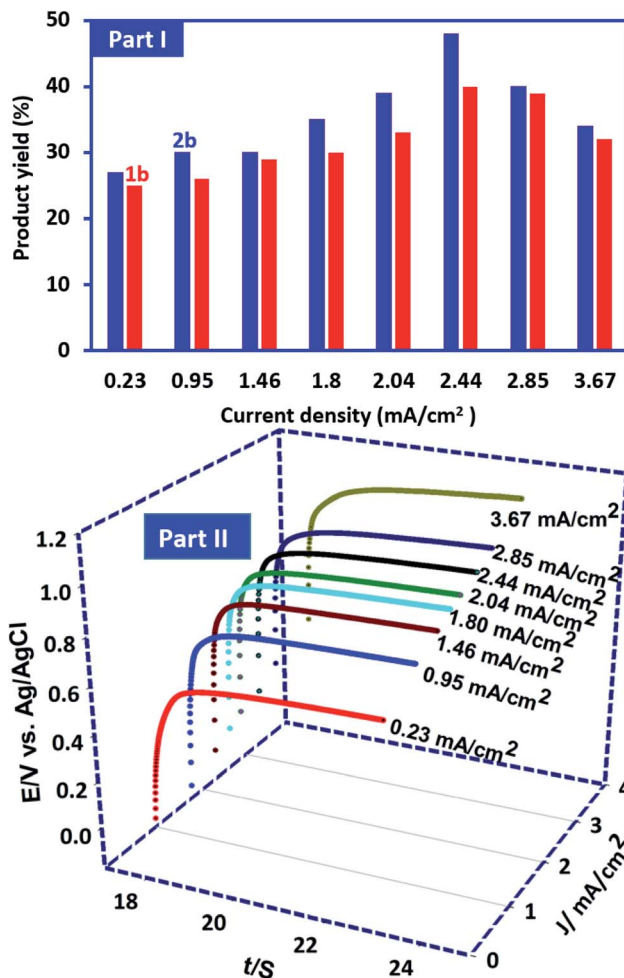 Part I
Product yield (%)
50
40
30
20
10
0
1b
2b
0.23 0.95 1.46 1.8 2.04 2.44 2.85 3.67
Current density (mA/cm² )
Part II
E/V vs. Ag/AgCl
1.2
1.0
0.8
0.6
0.4
0.2
0.0
3.67 mA/cm²
2.85 mA/cm²
2.44 mA/cm²
2.04 mA/cm²
1.80 mA/cm²
1.46 mA/cm²
0.95 mA/cm²
0.23 mA/cm²
4
3
2
1
0
J/ mA/cm²
18
20
22
24
t/S